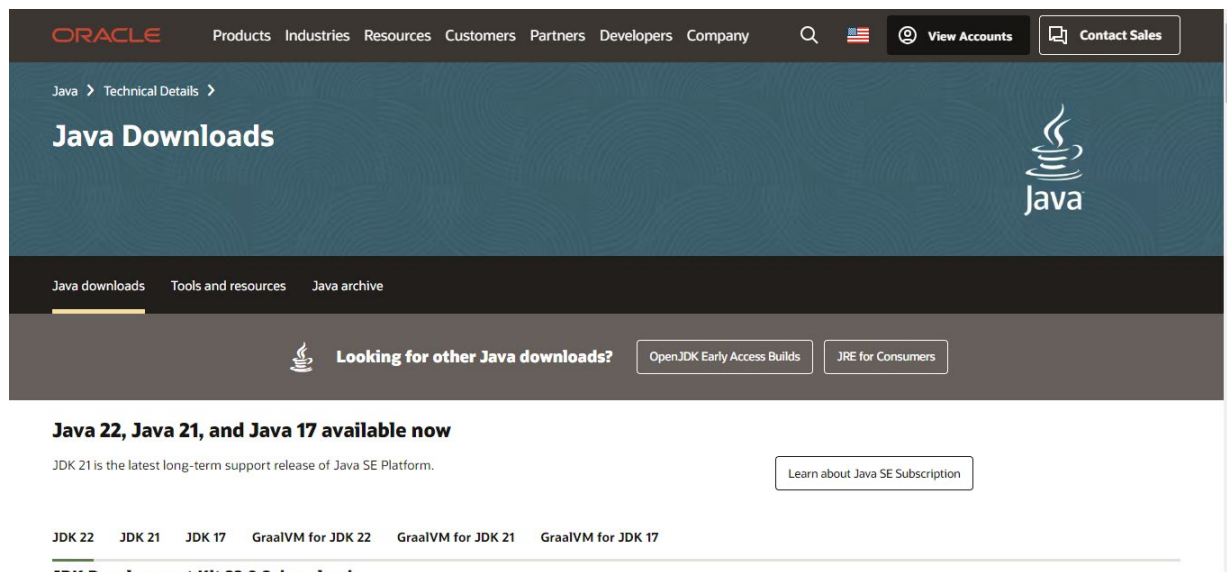 ORACLE Products Industries Resources Customers Partners Developers Company View Accounts Contact Sales
Java > Technical Details >
Java Downloads
Java
Java downloads Tools and resources Java archive
Looking for other Java downloads? OpenJDK Early Access Builds JRE for Consumers
Java 22, Java 21, and Java 17 available now
JDK 21 is the latest long-term support release of Java SE Platform.
Learn about Java SE Subscription
JDK 22 JDK 21 JDK 17 GraalVM for JDK 22 GraalVM for JDK 21 GraalVM for JDK 17